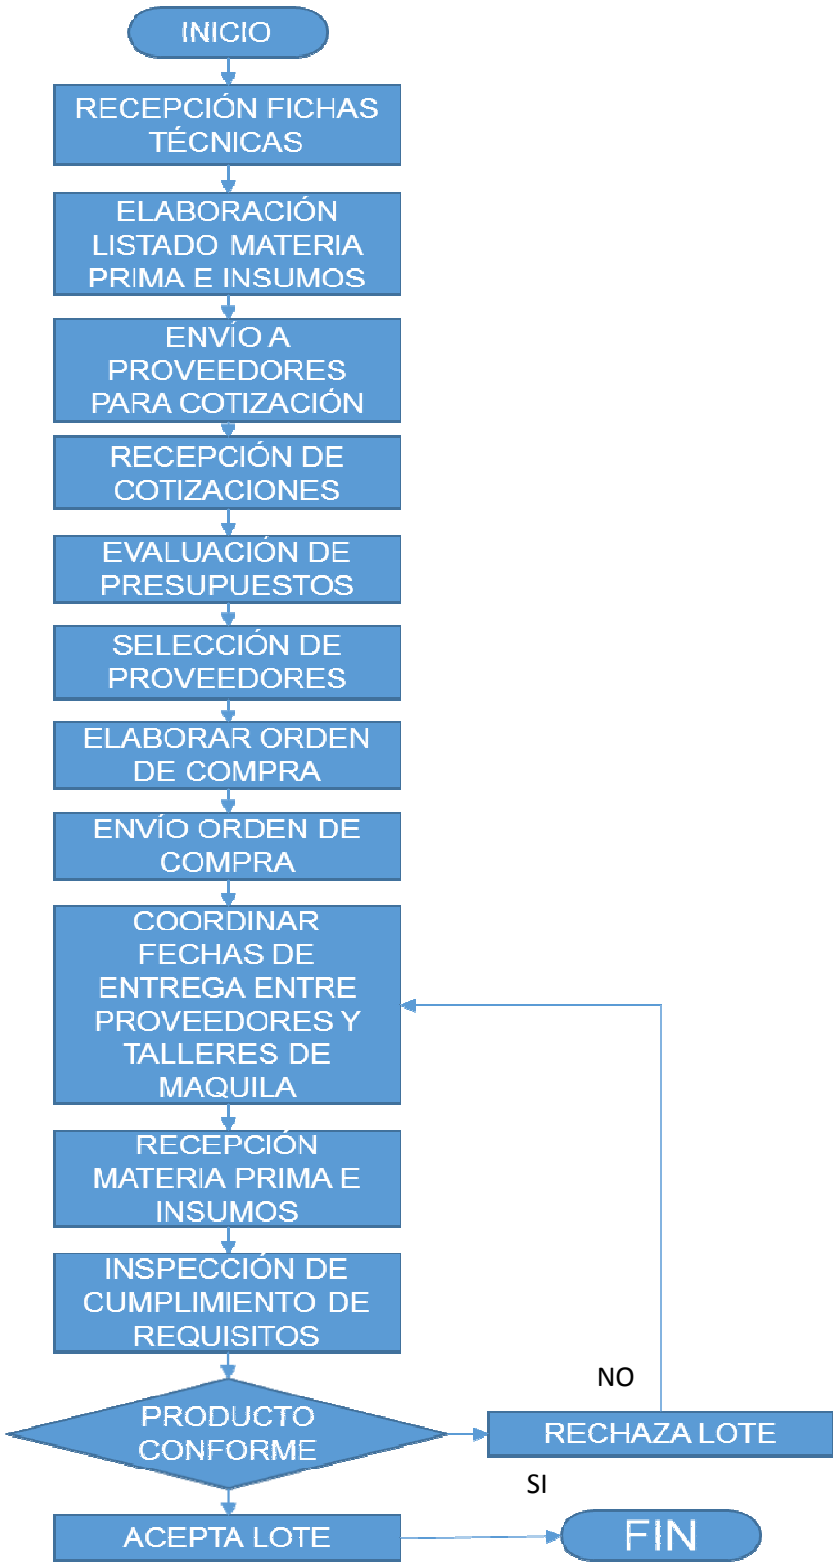 INICIO
RECEPCIÓN FICHAS
TÉCNICAS
ELABORACIÓN
LISTADO MATERIA
PRIMA E INSUMOS
ENVÍO A
PROVEEDORES
PARA COTIZACIÓN
RECEPCIÓN DE
COTIZACIONES
EVALUACIÓN DE
PRESUPUESTOS
SELECCIÓN DE
PROVEEDORES
ELABORAR ORDEN
DE COMPRA
ENVÍO ORDEN DE
COMPRA
COORDINAR
FECHAS DE
ENTREGA ENTRE
PROVEEDORES Y
TALLERES DE
MAQUILA
RECEPCIÓN
MATERIA PRIMA E
INSUMOS
INSPECCIÓN DE
CUMPLIMIENTO DE
REQUISITOS
PRODUCTO
CONFORME
NO
RECHAZA LOTE
SI
ACEPTA LOTE
FIN